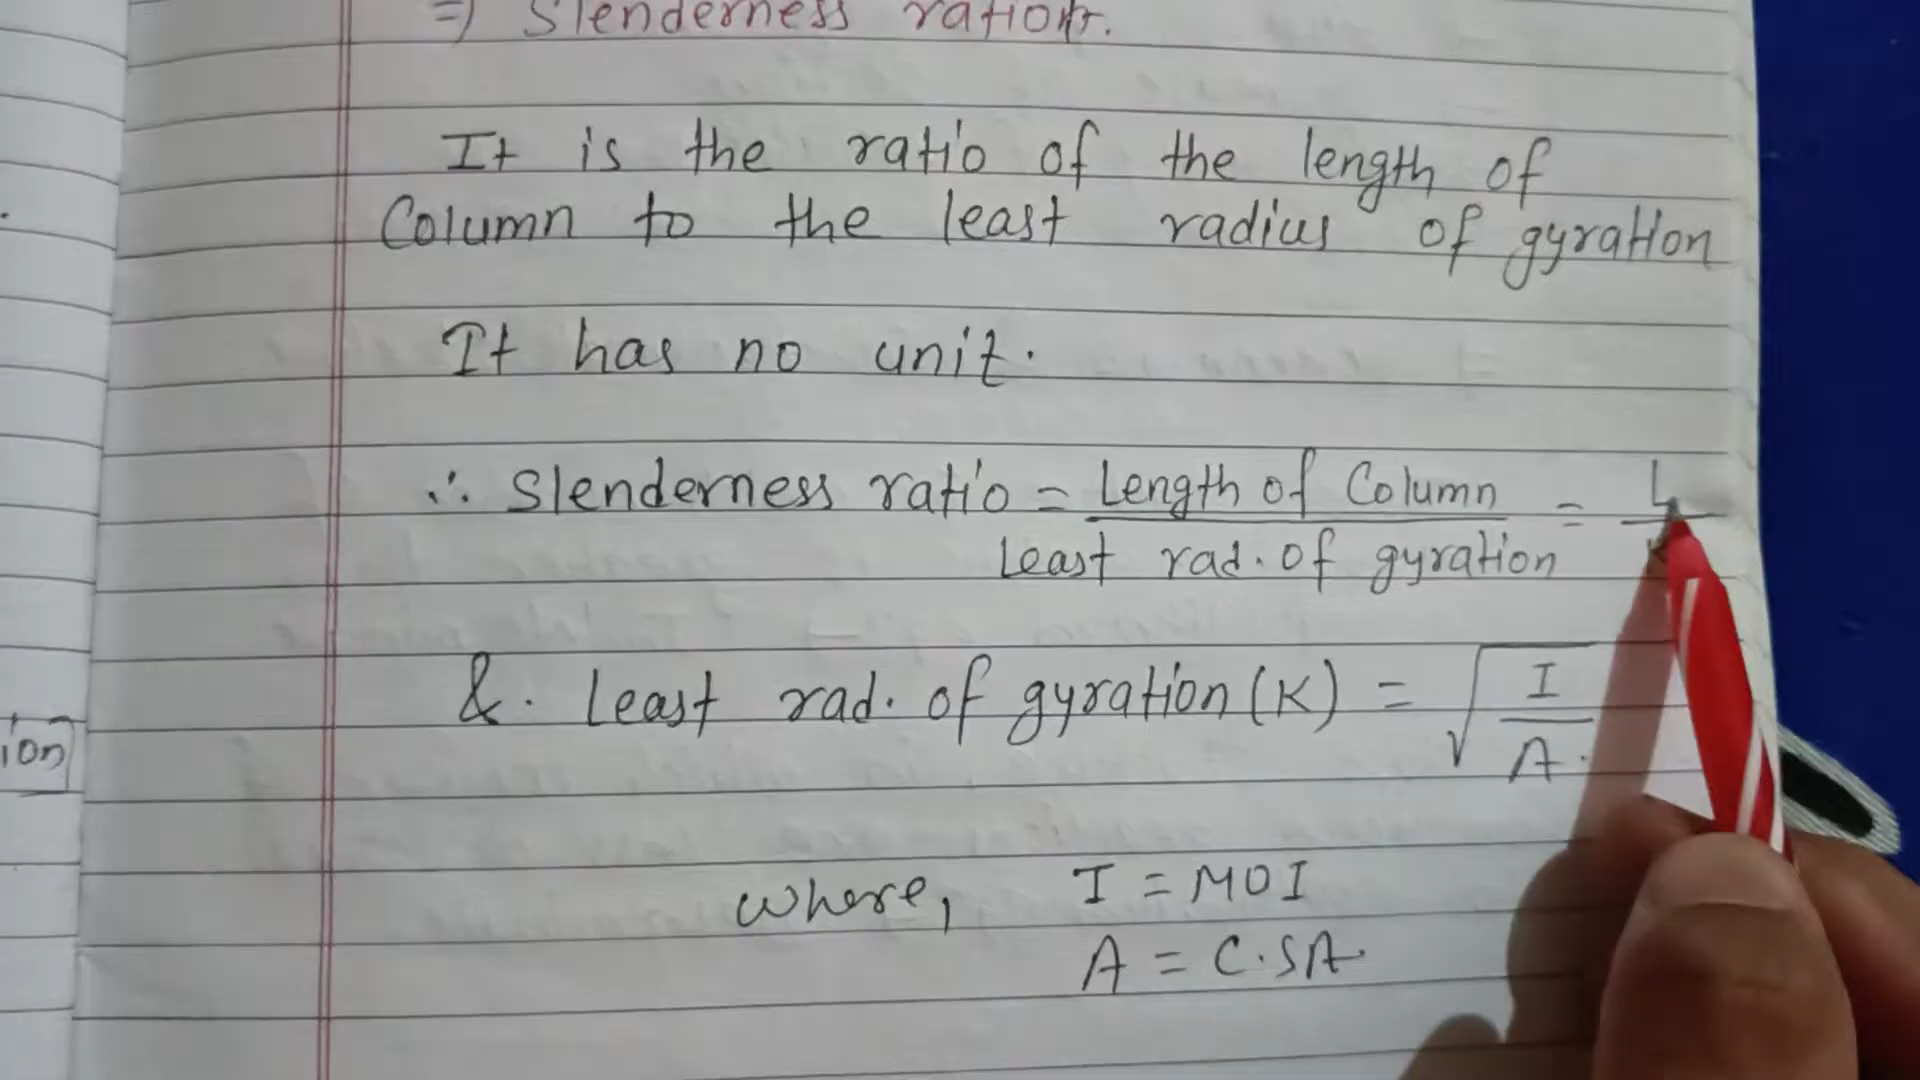 =) Slenderness ration.
It is the ratio of the length of
Column to the least radius of gyration
It has no unit.
∴ Slenderness ratio = Length of Column / Least rad. of gyration = L / K
&. Least rad. of gyration (K) = √ I / A.
where, I = MOI
A = C.SA.
ion